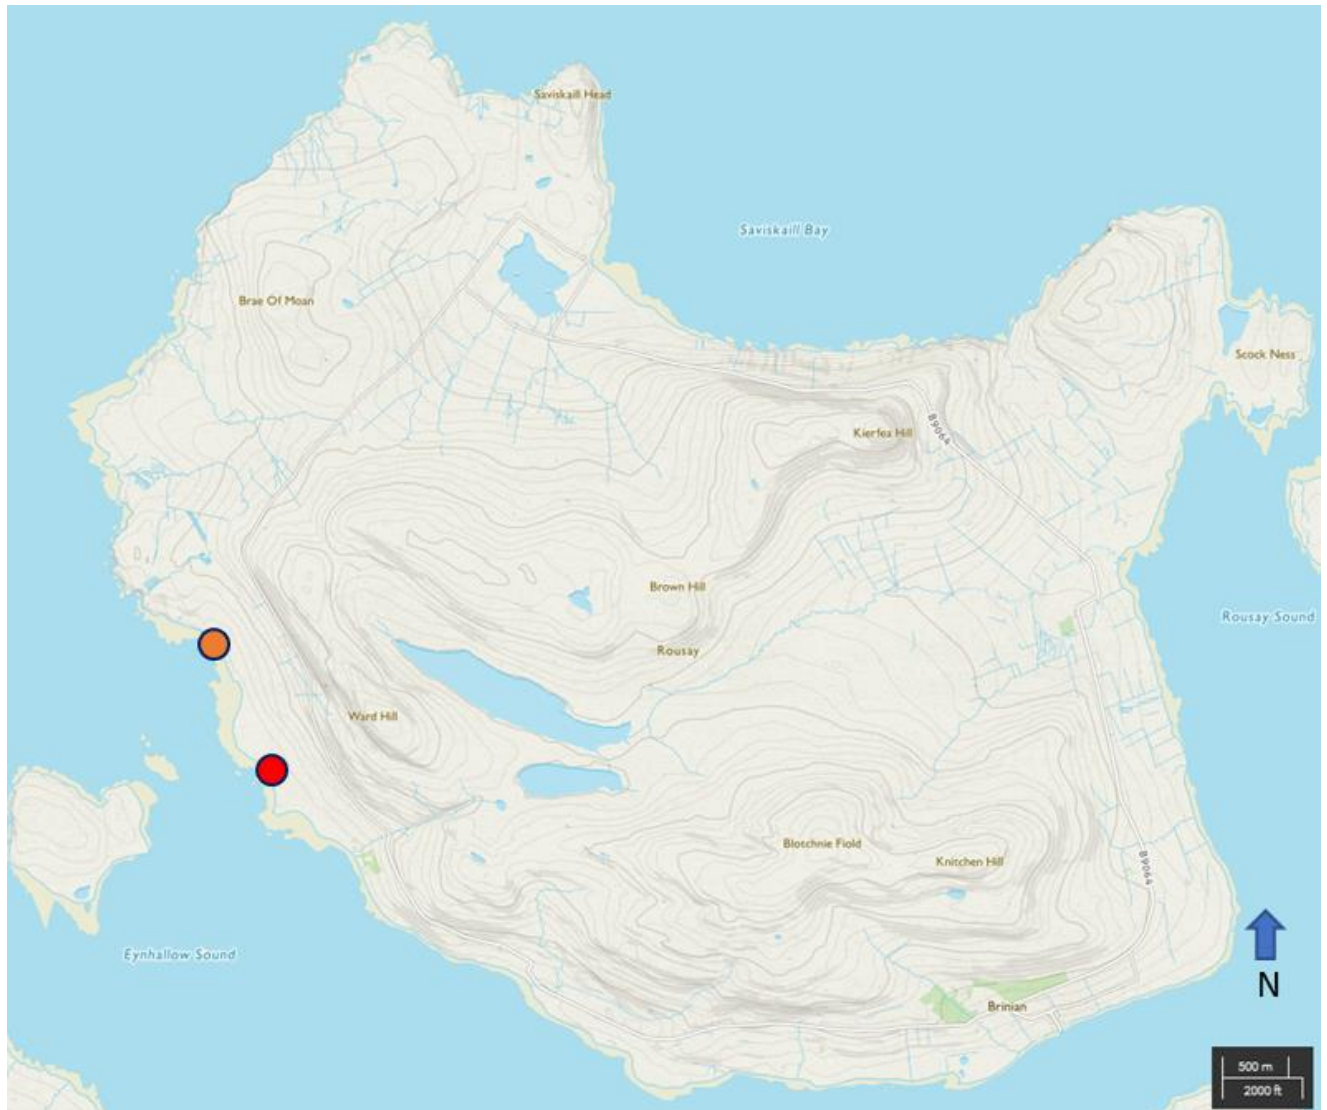 Saviskaill Head
Saviskaill Bay
Brae Of Moan
Scock Ness
Kierfea Hill
B9064
Brown Hill
Rousay Sound
Rousay
Ward Hill
Blotchnie Fiold
Knitchen Hill
B9064
Eynhallow Sound
N
Brinian
500 m
2000 ft